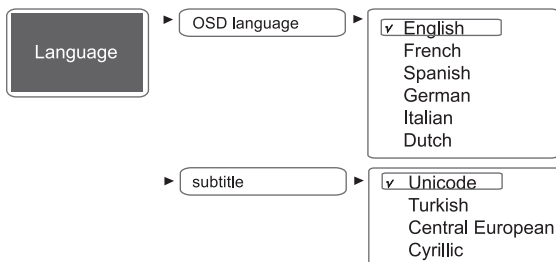 Language
OSD language
English
French
Spanish
German
Italian
Dutch
subtitle
Unicode
Turkish
Central European
Cyrillic